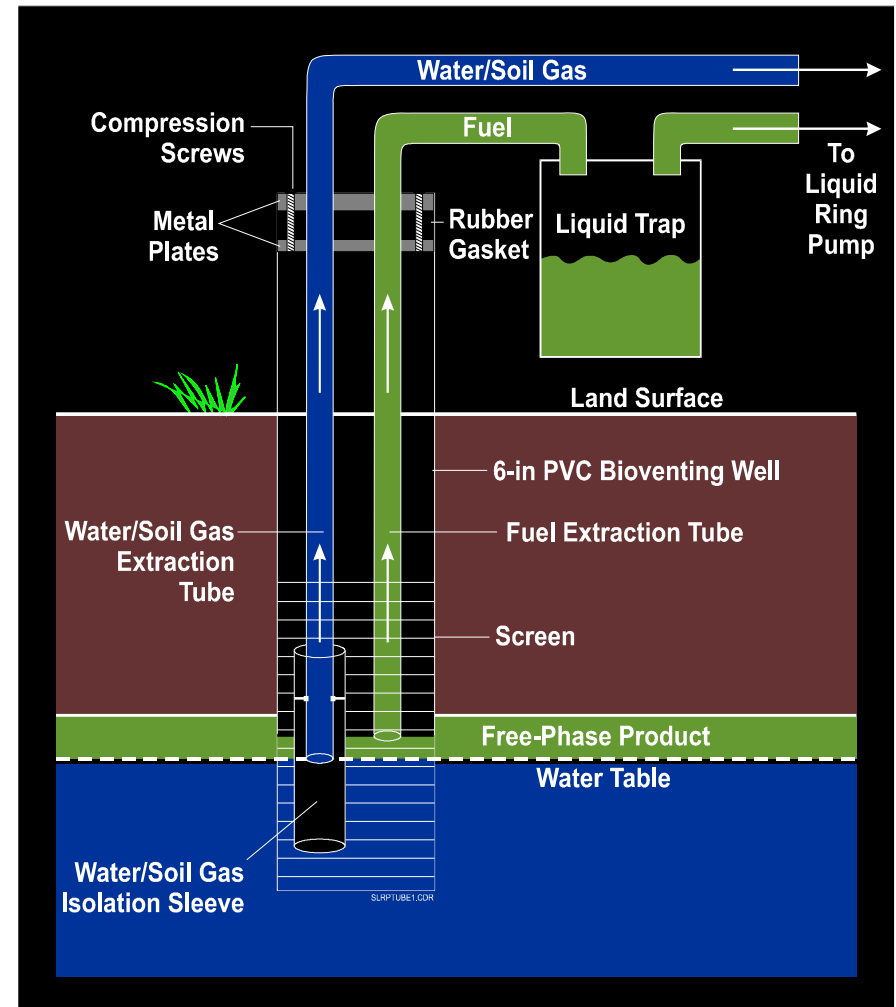 Water/Soil Gas
Compression
Screws
Fuel
To
Liquid
Ring
Pump
Metal
Plates
Rubber
Gasket
Liquid Trap
Land Surface
6-in PVC Bioventing Well
Water/Soil Gas
Extraction
Tube
Fuel Extraction Tube
Screen
Free-Phase Product
Water Table
Water/Soil Gas
Isolation Sleeve
SLRPTUBE1.CDR